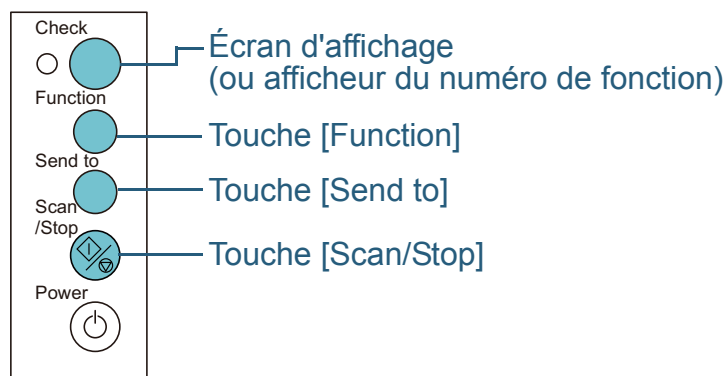 Check
Écran d'affichage
(ou afficheur du numéro de fonction)
Function
Touche [Function]
Send to
Touche [Send to]
Scan
/Stop
Touche [Scan/Stop]
Power